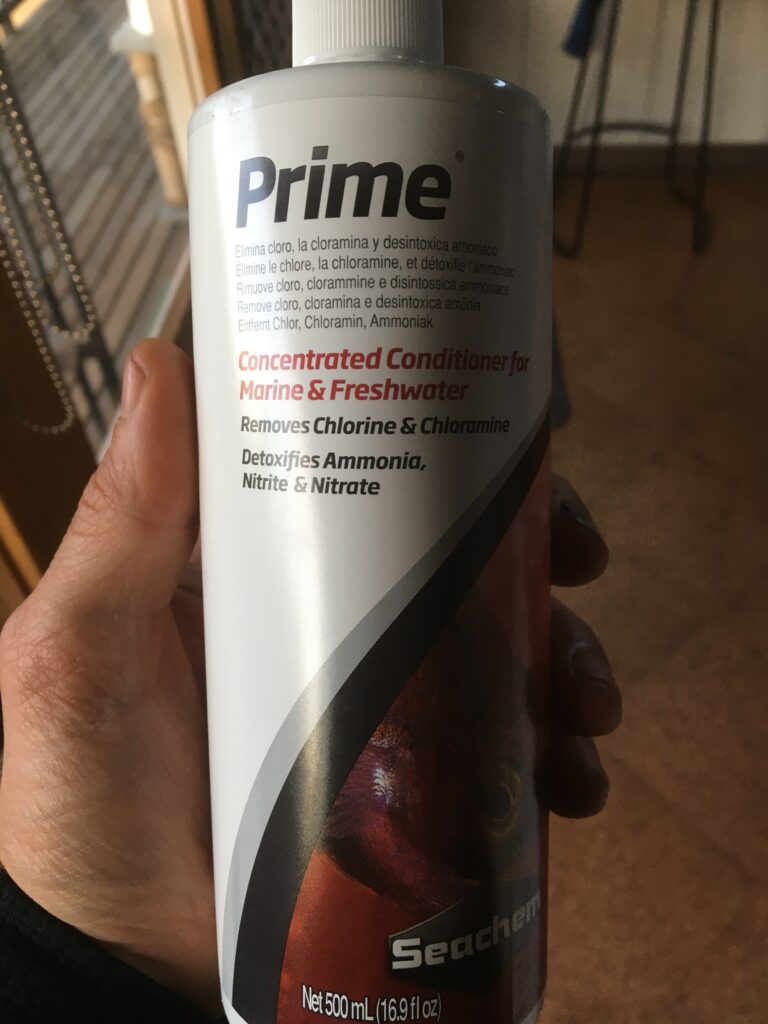 Prime®
Elimina cloro, la cloramina y desintoxica amoniaco
Elimine le chlore, la chloramine, et détoxifie l'ammoniac
Rimuove cloro, clorammine e disintossica ammoniaca
Remove cloro, cloramina e desintoxica amônia
Entfernt Chlor, Chloramin, Ammoniak
Concentrated Conditioner for
Marine & Freshwater
Removes Chlorine & Chloramine
Detoxifies Ammonia,
Nitrite & Nitrate
Seachem
Net 500 mL (16.9 fl oz)